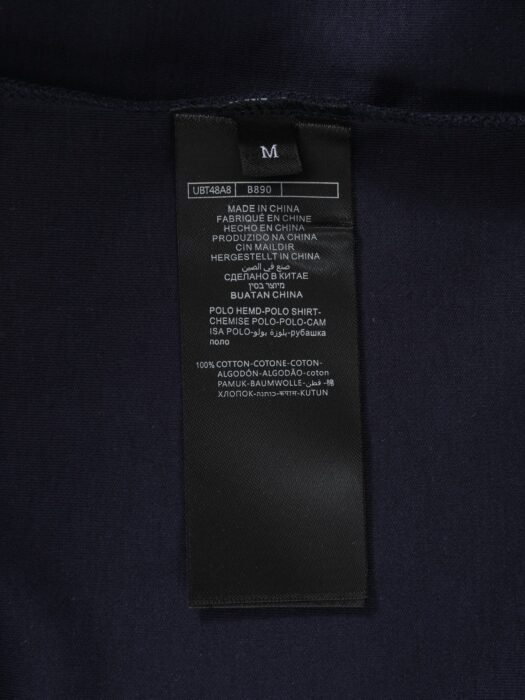 M
UBT48A8 B890
MADE IN CHINA
FABRIQUÉ EN CHINE
HECHO EN CHINA
PRODUZIDO NA CHINA
CIN MAILDIR
HERGESTELLT IN CHINA
صنع في الصين
СДЕЛАНО В КИТАЕ
מיוצר בסין
BUATAN CHINA
POLO HEMD-POLO SHIRT-
CHEMISE POLO-POLO-CAM
ISA POLO-بلوزة بولو-рубашка
поло
100% COTTON-COTONE-COTON-
ALGODÓN-ALGODÃO-coton
PAMUK-BAUMWOLLE-قطن-棉
ХЛОПОК-כותנה-कपास-KUTUN